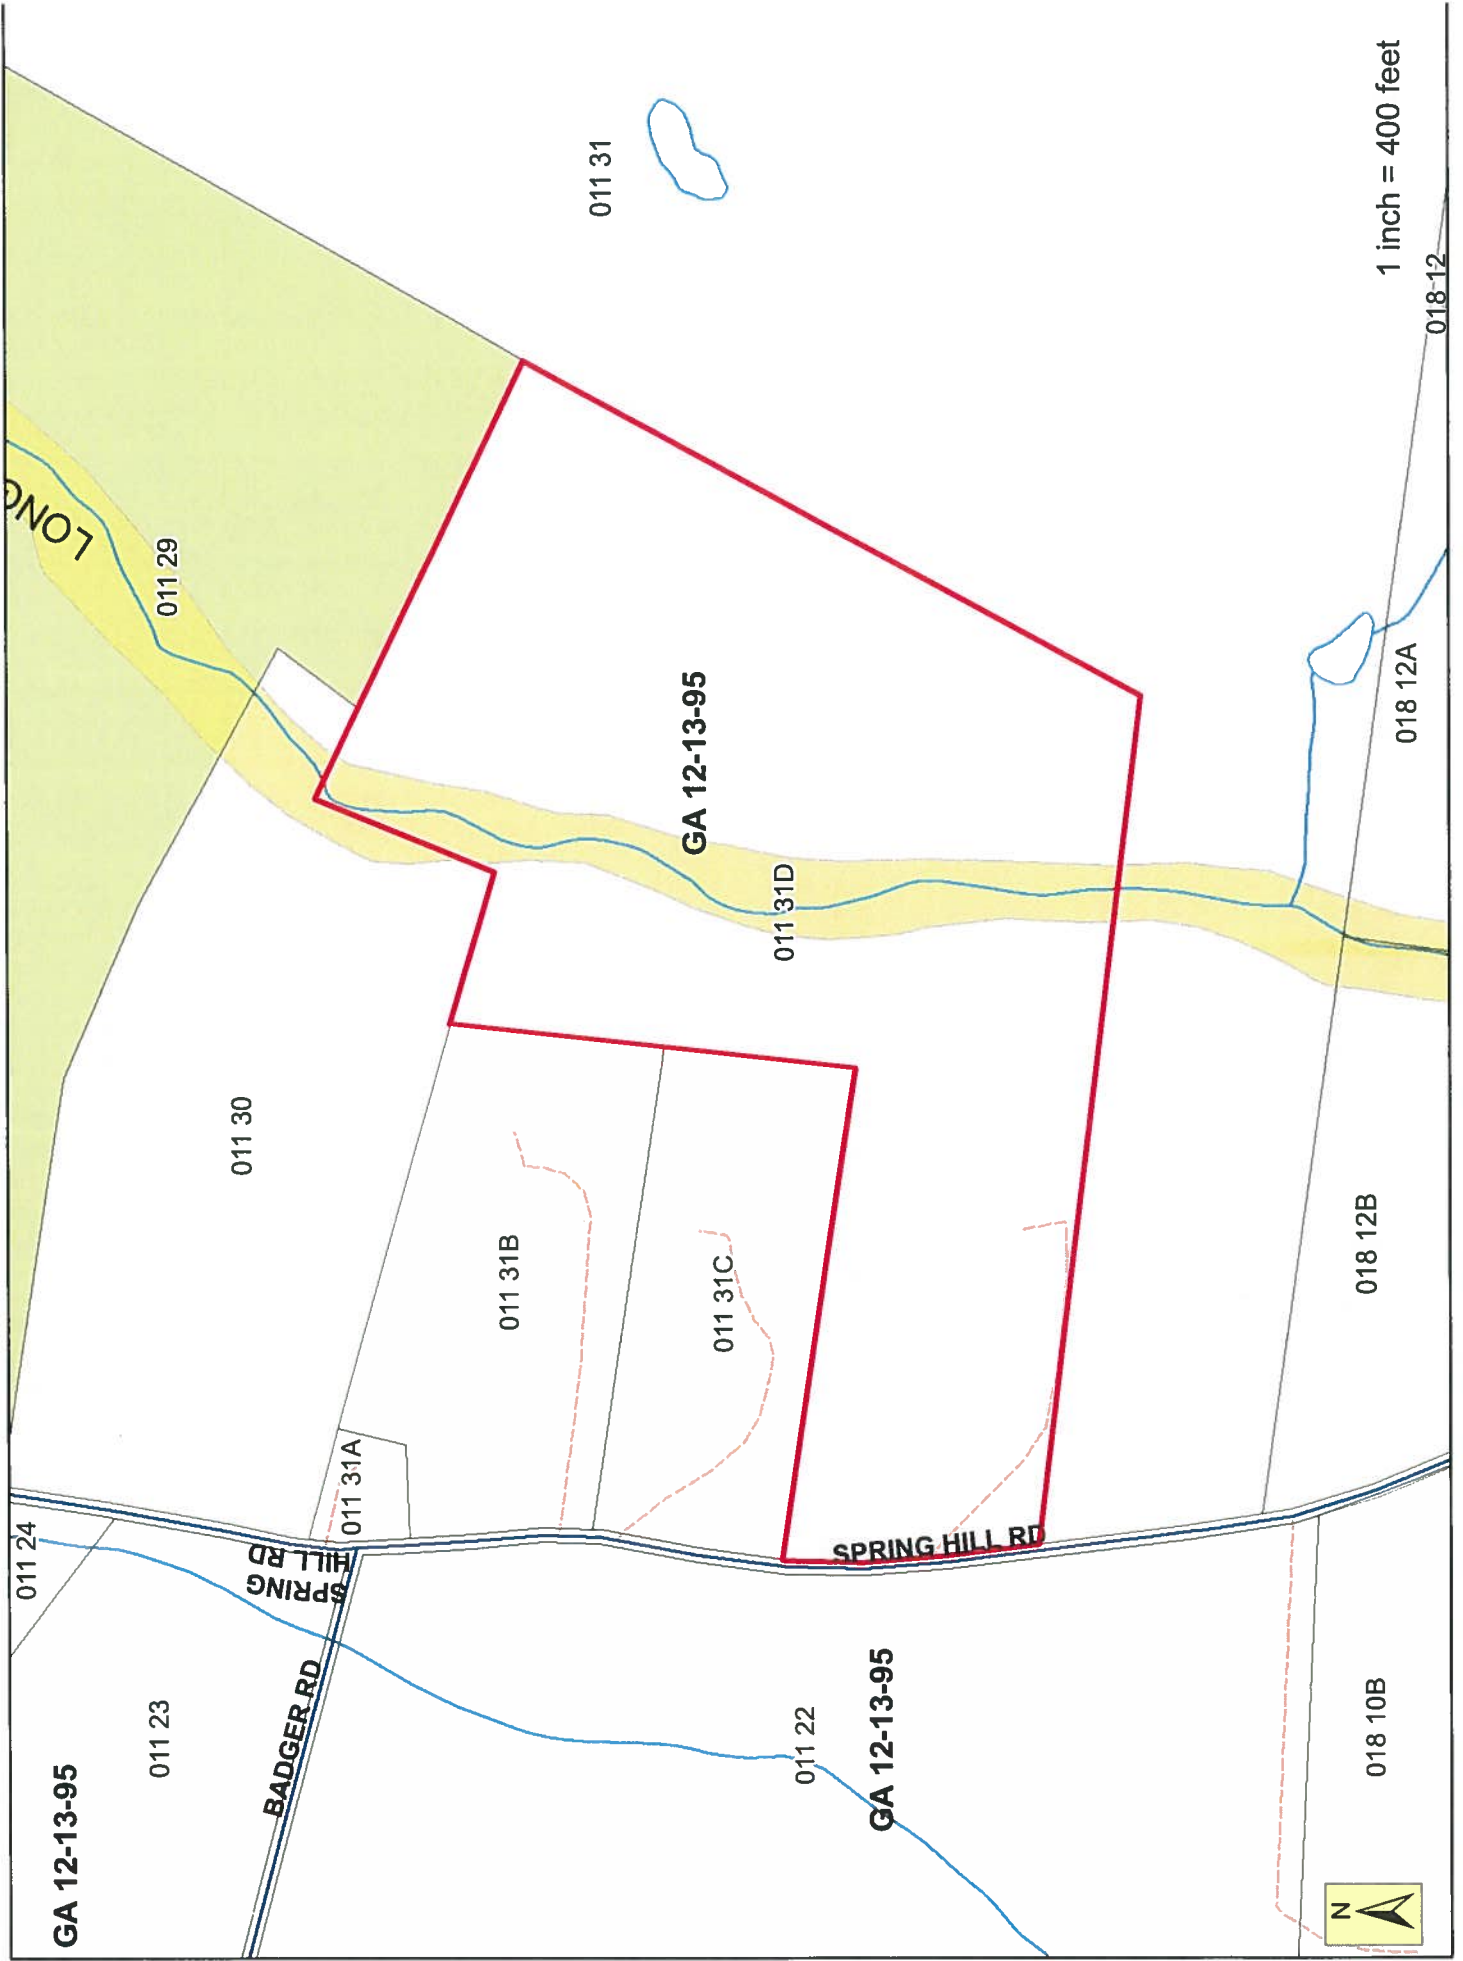 GA 12-13-95
011 23
BADGER RD
011 24
SPRING
HILL RD
011 31A
011 30
011 29
LONG
011 31B
011 31C
011 31
GA 12-13-95
011 31D
SPRING HILL RD
011 22
GA 12-13-95
018 10B
018 12B
018 12A
018-12
1 inch = 400 feet
N